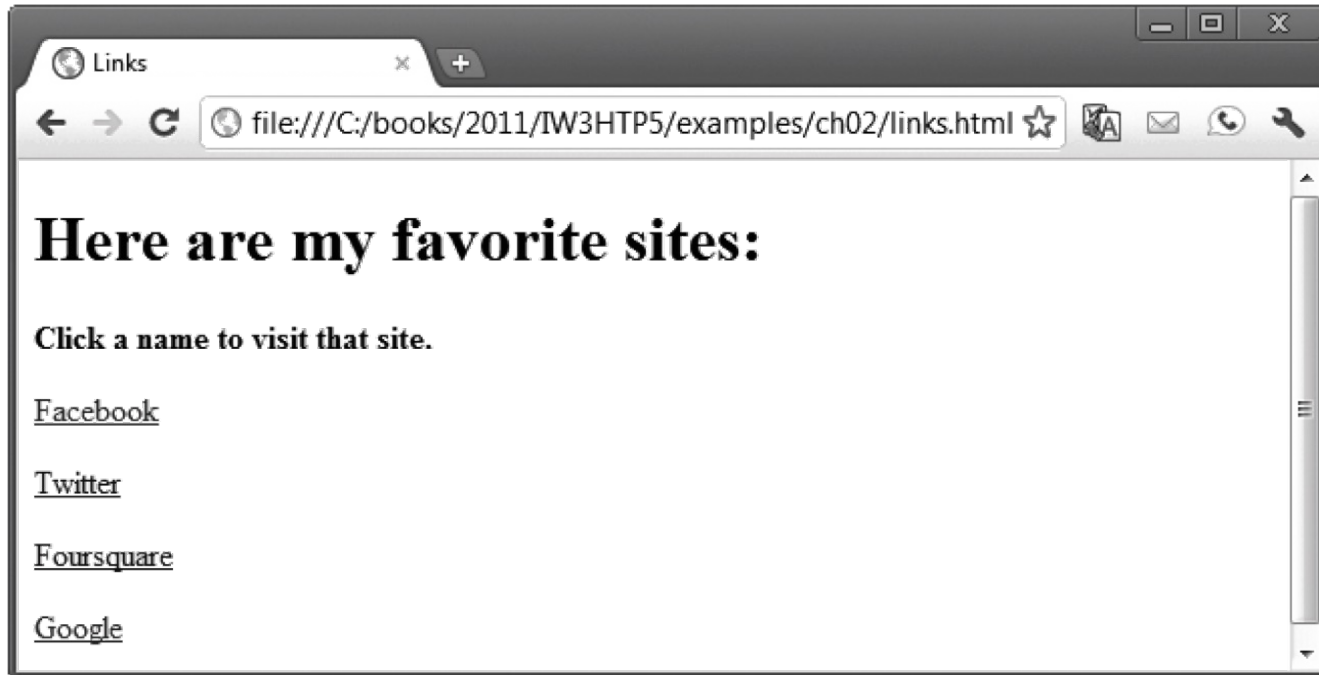 Links
file:///C:/books/2011/IW3HTP5/examples/ch02/links.html
A
Here are my favorite sites:
Click a name to visit that site.
Facebook
Twitter
Foursquare
Google